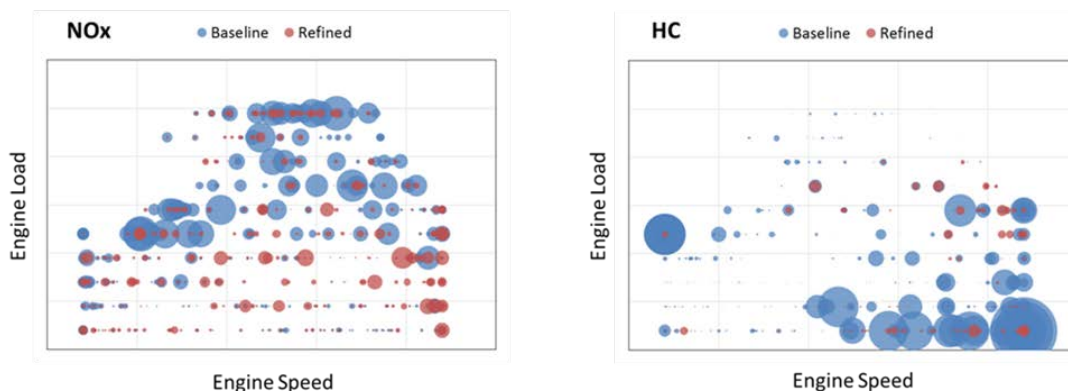 NOx
Baseline Refined
Engine Load
Engine Speed
HC
Baseline Refined
Engine Load
Engine Speed